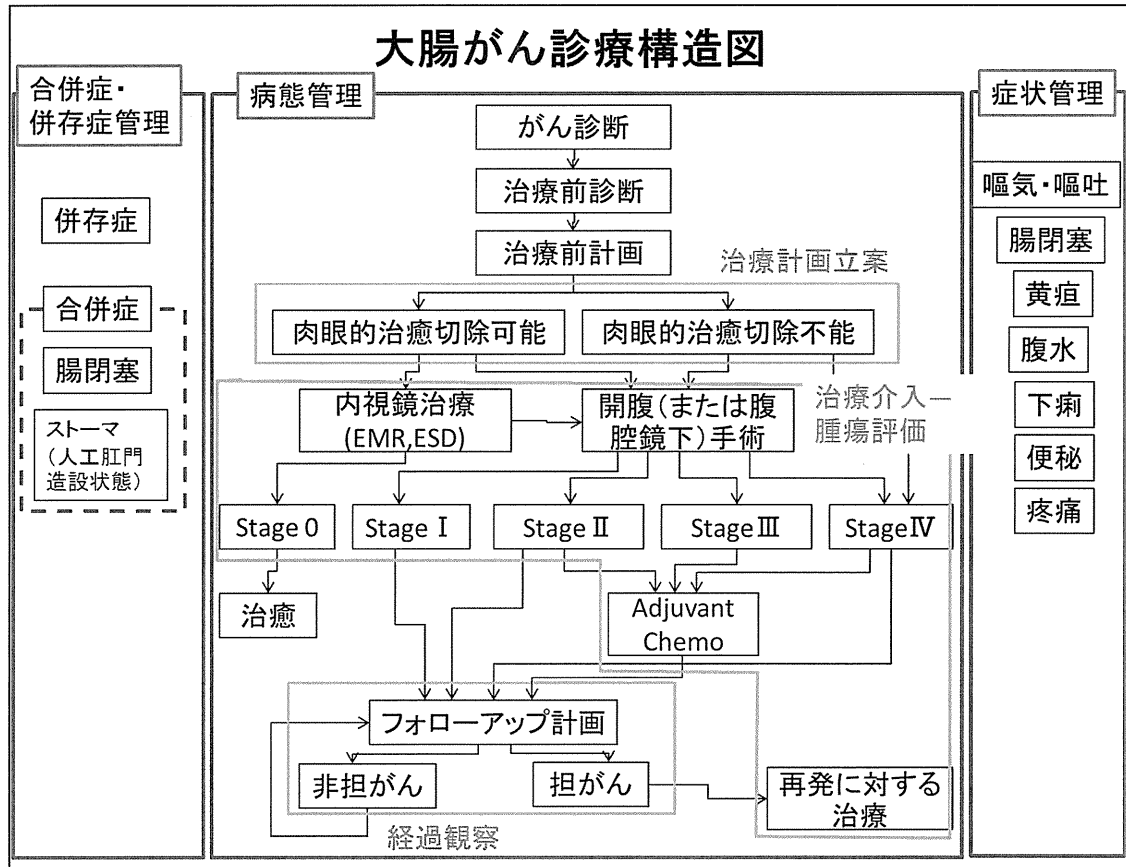 大腸がん診療構造図
合併症・
併存症管理
併存症
合併症
腸閉塞
ストーマ
（人工肛門
造設状態）
病態管理
がん診断
治療前診断
治療前計画
治療計画立案
肉眼的治癒切除可能
肉眼的治癒切除不能
内視鏡治療
(EMR,ESD)
開腹（または腹
腔鏡下）手術
治療介入ー
腫瘍評価
Stage 0
Stage Ⅰ
Stage Ⅱ
StageⅢ
StageⅣ
治癒
Adjuvant
Chemo
フォローアップ計画
非担がん
担がん
再発に対する
治療
経過観察
症状管理
嘔気・嘔吐
腸閉塞
黄疸
腹水
下痢
便秘
疼痛